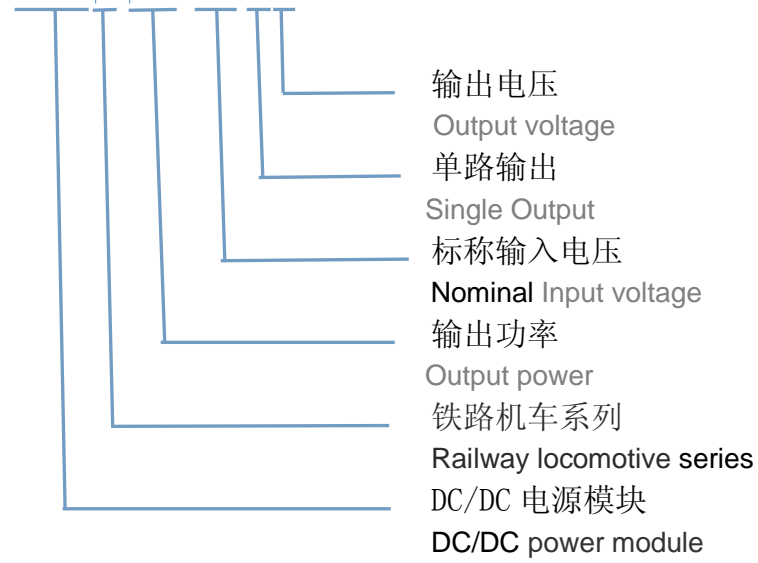 输出电压
Output voltage
单路输出
Single Output
标称输入电压
Nominal Input voltage
输出功率
Output power
铁路机车系列
Railway locomotive series
DC/DC 电源模块
DC/DC power module